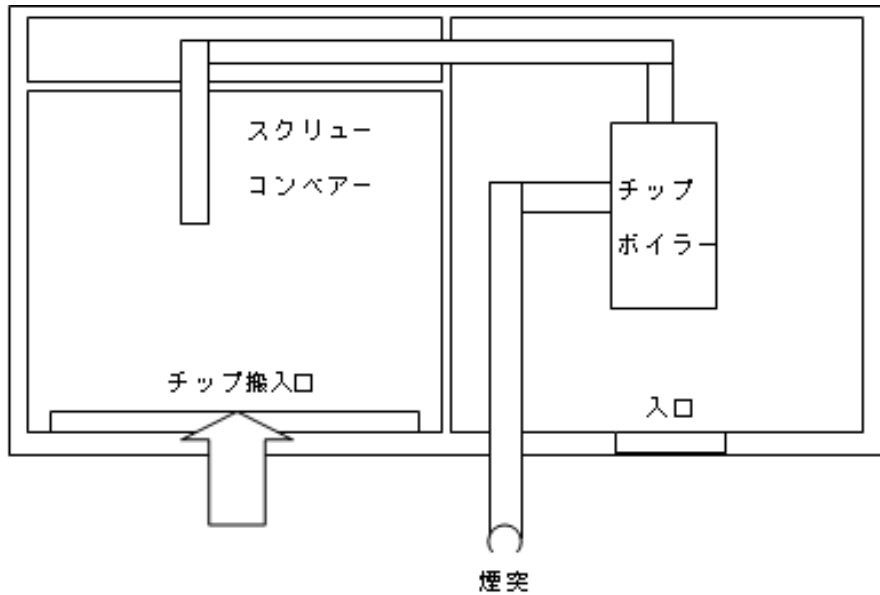 スクリュー
コンベアー
チップ
ボイラー
チップ搬入口
入口
煙突